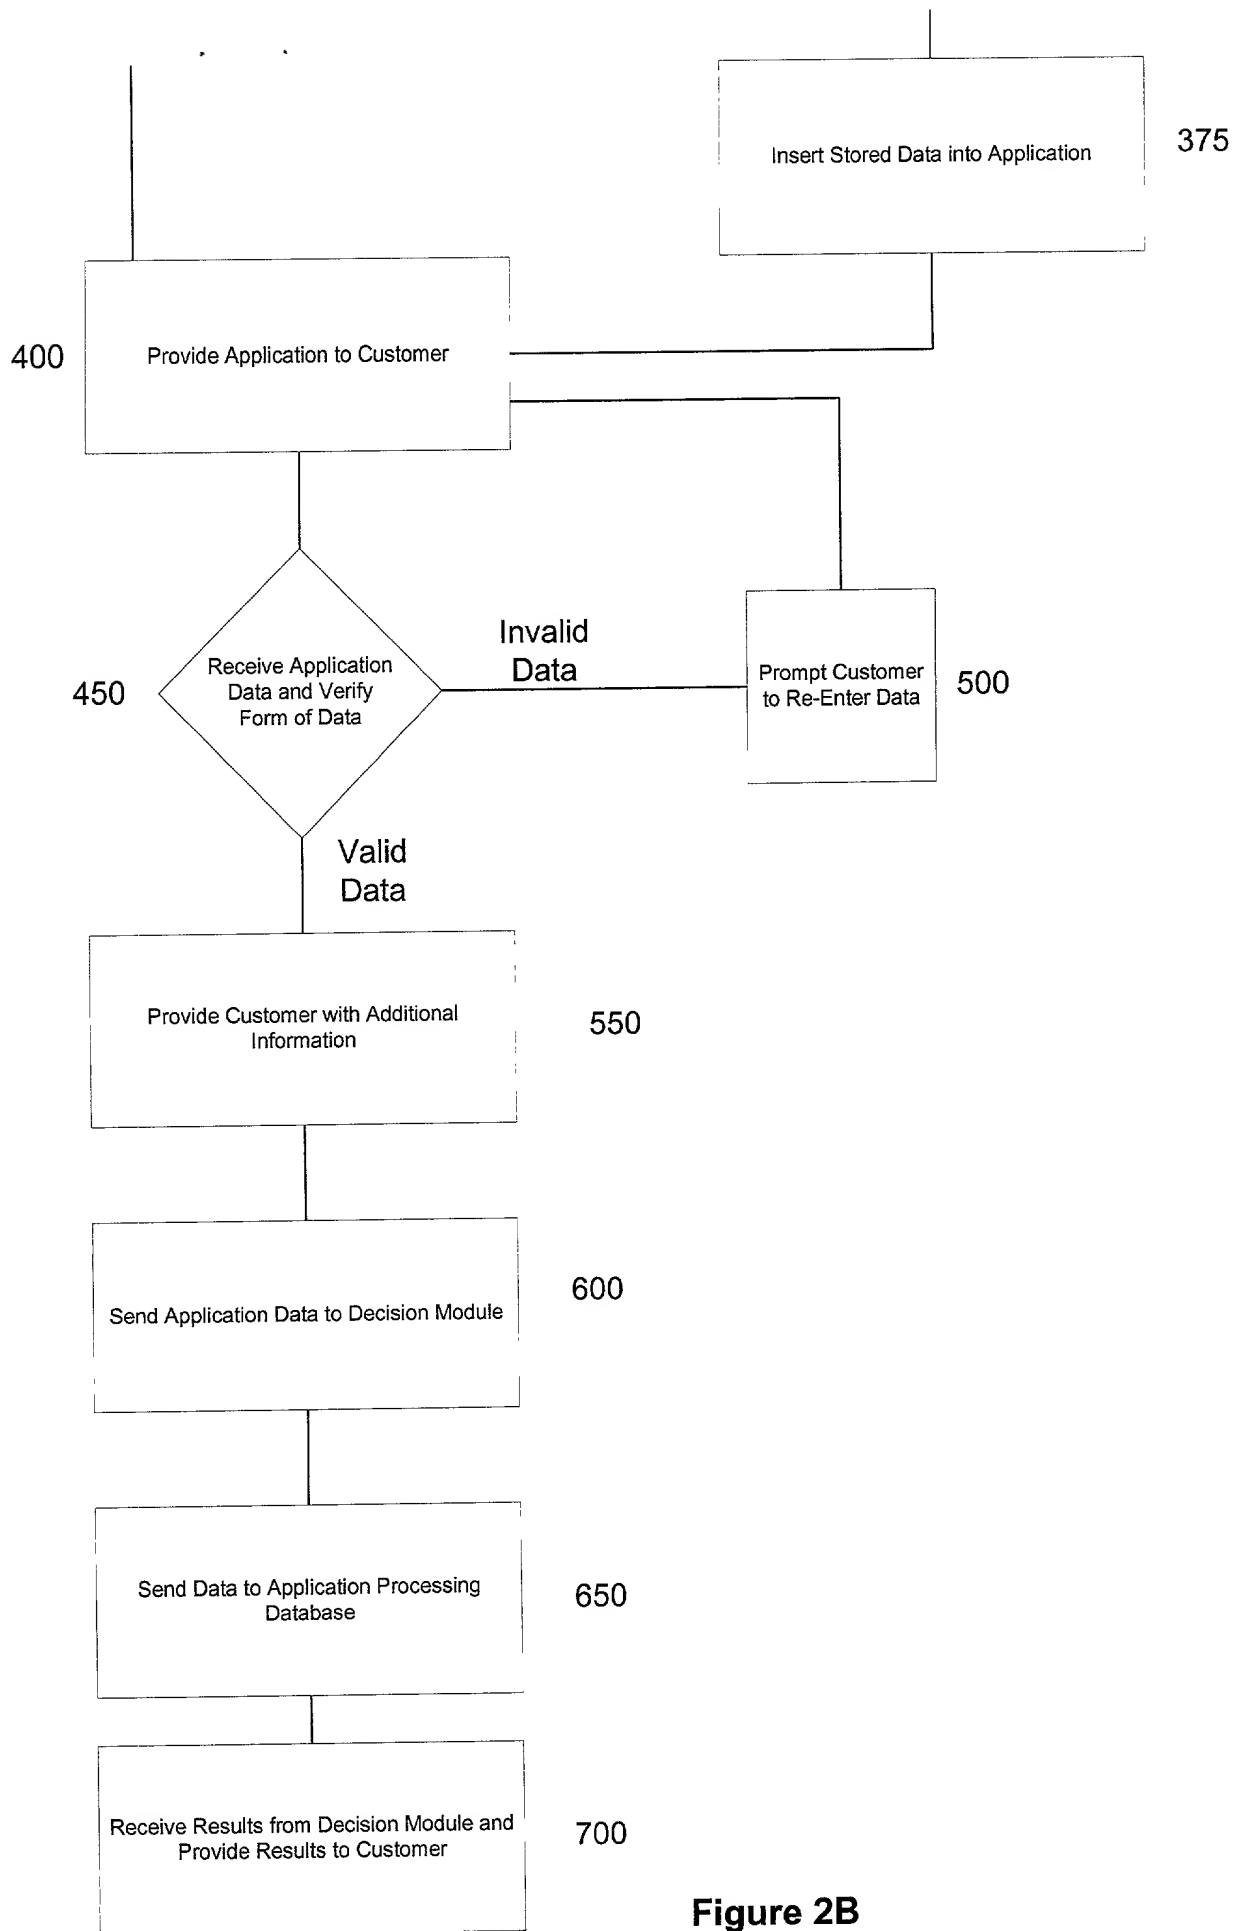 Insert Stored Data into Application
375
400
Provide Application to Customer
450
Receive Application
Data and Verify
Form of Data
Invalid
Data
Prompt Customer
to Re-Enter Data
500
Valid
Data
Provide Customer with Additional
Information
550
Send Application Data to Decision Module
600
Send Data to Application Processing
Database
650
Receive Results from Decision Module and
Provide Results to Customer
700
Figure 2B